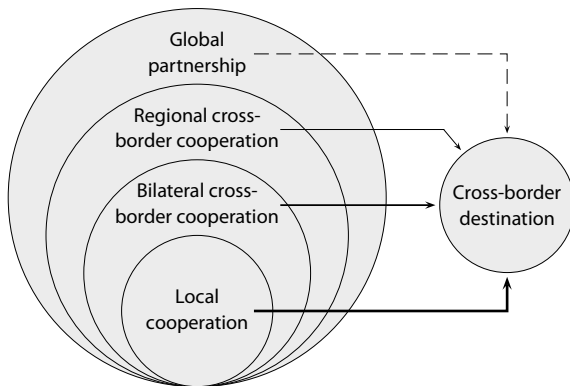 Global
partnership
Regional cross-
border cooperation
Bilateral cross-
border cooperation
Cross-border
destination
Local
cooperation